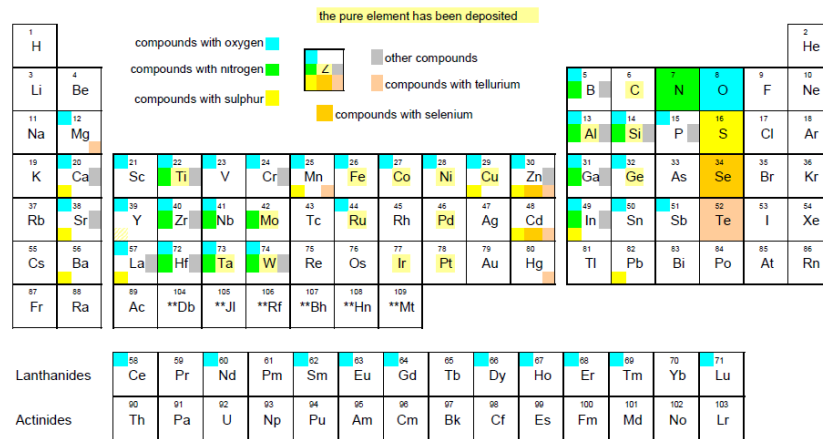 the pure element has been deposited
compounds with oxygen
compounds with nitrogen
compounds with sulphur
Z
other compounds
compounds with tellurium
compounds with selenium
1 2
H He
3 4 5 6 7 8 9 10
Li Be B C N O F Ne
11 12 13 14 15 16 17 18
Na Mg Al Si P S Cl Ar
19 20 21 22 23 24 25 26 27 28 29 30 31 32 33 34 35 36
K Ca Sc Ti V Cr Mn Fe Co Ni Cu Zn Ga Ge As Se Br Kr
37 38 39 40 41 42 43 44 45 46 47 48 49 50 51 52 53 54
Rb Sr Y Zr Nb Mo Tc Ru Rh Pd Ag Cd In Sn Sb Te I Xe
55 56 57 72 73 74 75 76 77 78 79 80 81 82 83 84 85 86
Cs Ba La Hf Ta W Re Os Ir Pt Au Hg Tl Pb Bi Po At Rn
87 88 89 104 105 106 107 108 109
Fr Ra Ac **Db **Jl **Rf **Bh **Hn **Mt
58 59 60 61 62 63 64 65 66 67 68 69 70 71
Lanthanides Ce Pr Nd Pm Sm Eu Gd Tb Dy Ho Er Tm Yb Lu
90 91 92 93 94 95 96 97 98 99 100 101 102 103
Actinides Th Pa U Np Pu Am Cm Bk Cf Es Fm Md No Lr